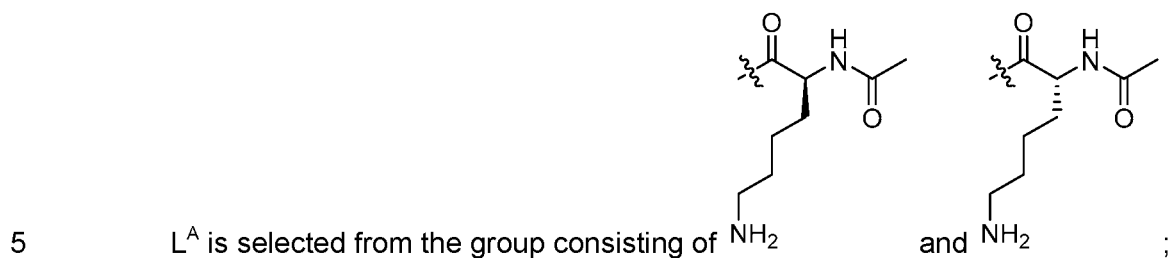 O H N O NH2
O H N O NH2
5 L^A is selected from the group consisting of and ;